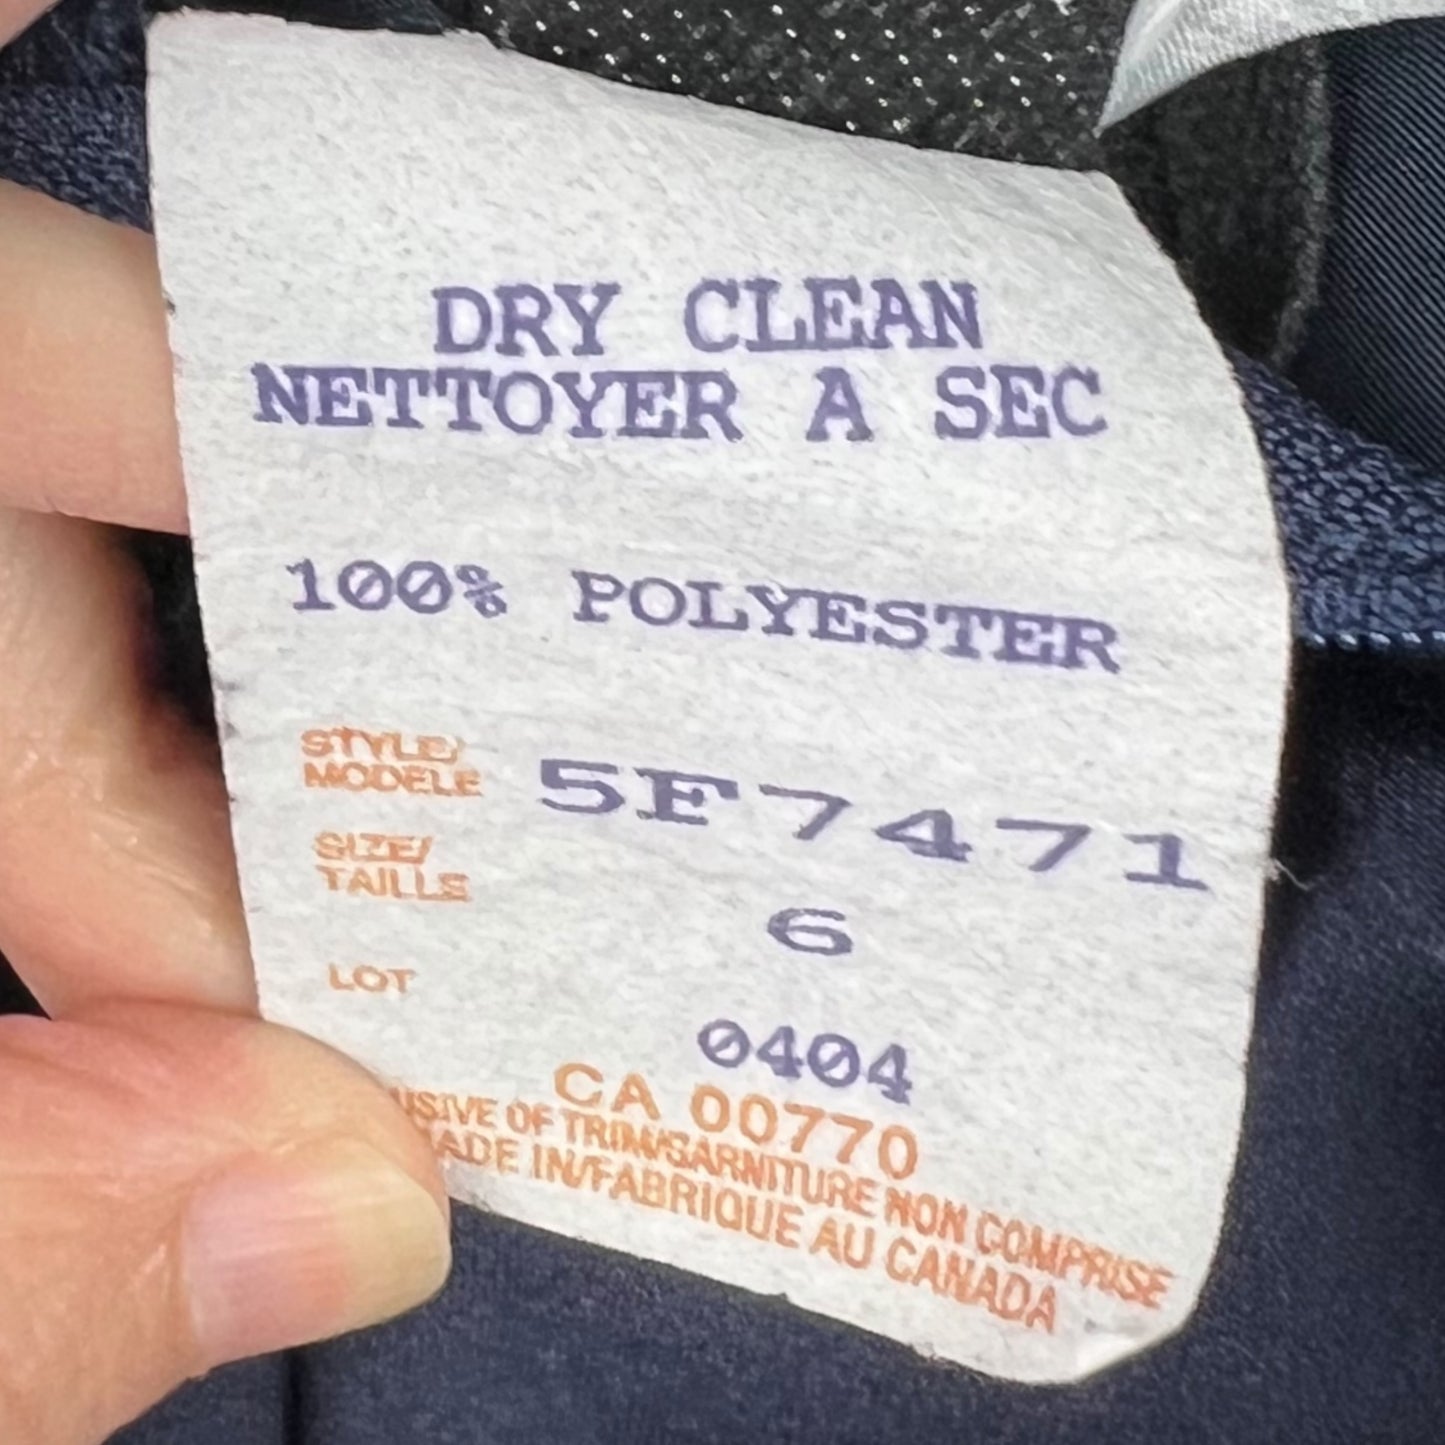 DRY CLEAN
NETTOYER A SEC
100% POLYESTER
STYLE/
MODELE
5F7471
SIZE/
TAILLE
6
LOT
0404
CA 00770
USIVE OF TRIM/GARNITURE NON COMPRISE
ADE IN/FABRIQUE AU CANADA